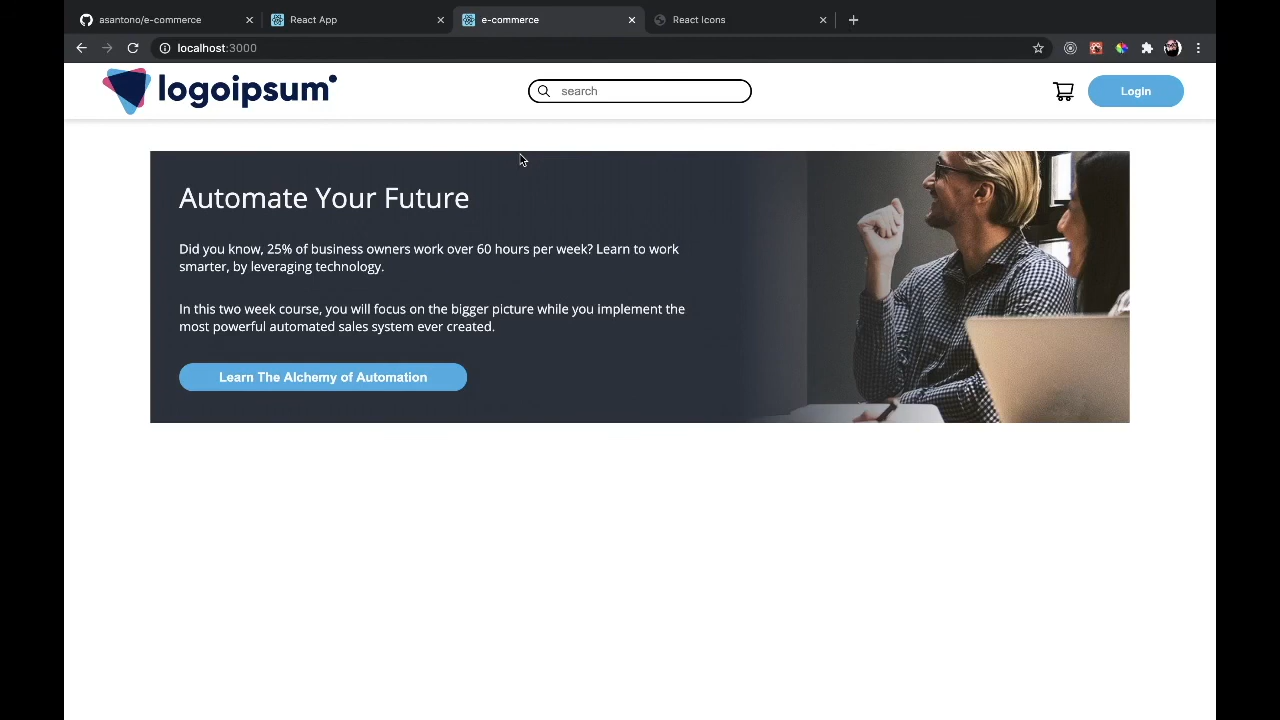 asantono/e-commerce
React App
e-commerce
React Icons
localhost:3000
logoipsum
search
Login
Automate Your Future
Did you know, 25% of business owners work over 60 hours per week? Learn to work
smarter, by leveraging technology.
In this two week course, you will focus on the bigger picture while you implement the
most powerful automated sales system ever created.
Learn The Alchemy of Automation